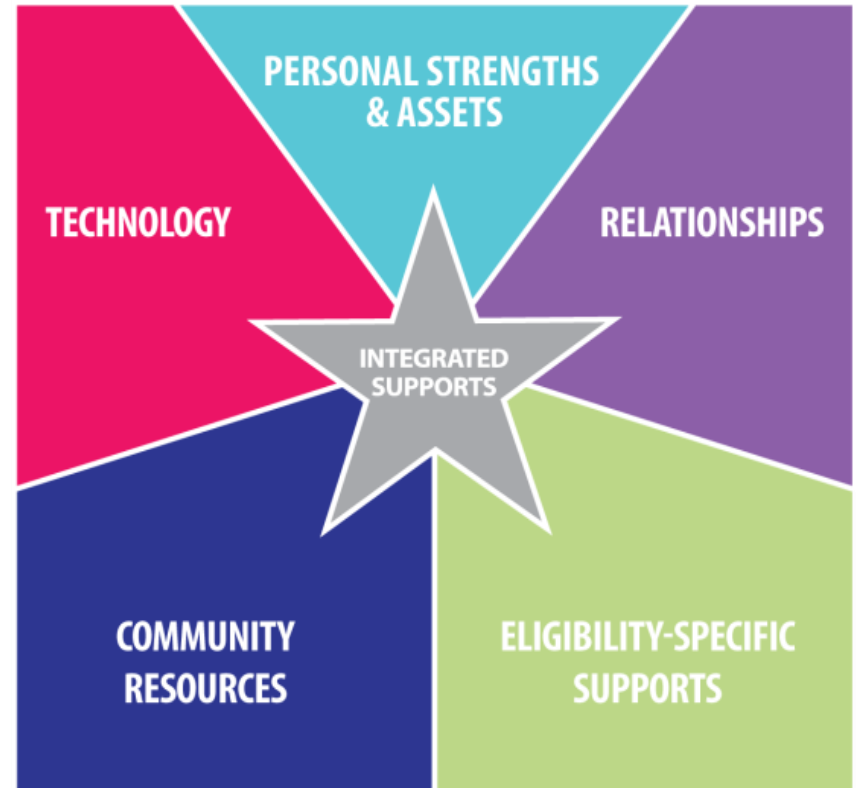 PERSONAL STRENGTHS
& ASSETS
TECHNOLOGY
RELATIONSHIPS
INTEGRATED
SUPPORTS
COMMUNITY
RESOURCES
ELIGIBILITY-SPECIFIC
SUPPORTS